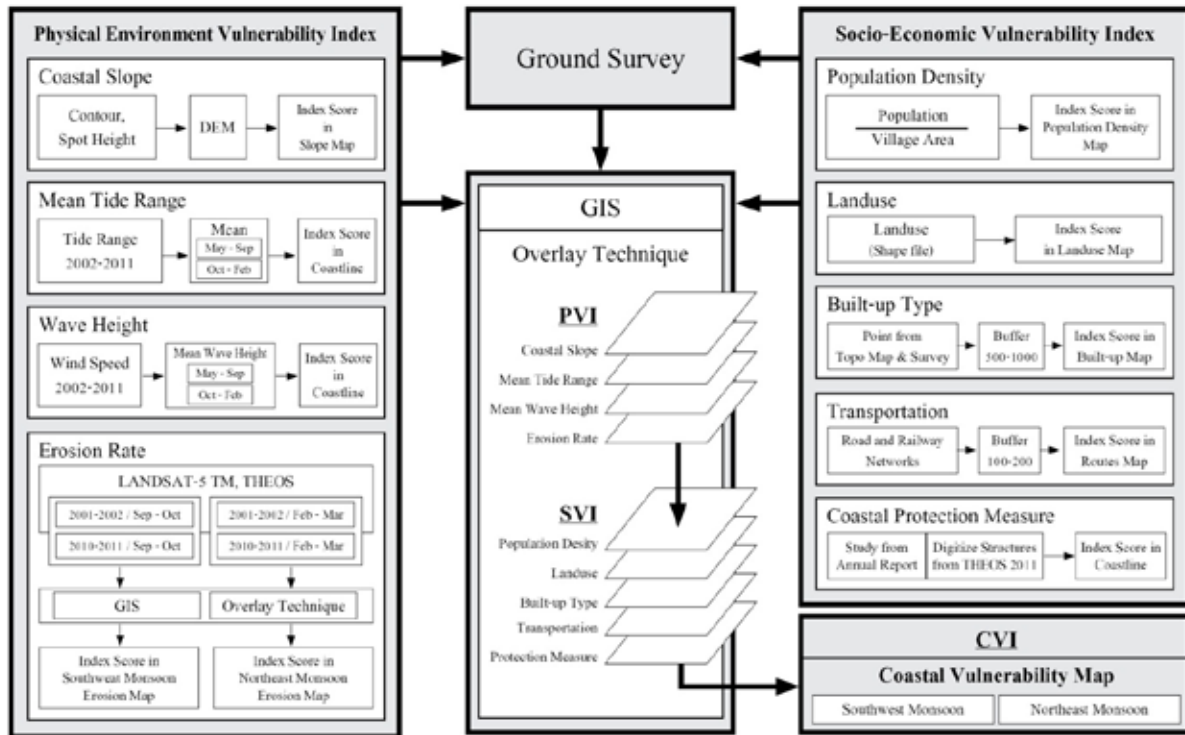 Physical Environment Vulnerability Index
Coastal Slope
Contour,
Spot Height
DEM
Index Score
in
Slope Map
Mean Tide Range
Tide Range
2002-2011
Mean
May - Sep
Oct - Feb
Index Score
in
Coastline
Wave Height
Wind Speed
2002-2011
Mean Wave Height
May - Sep
Oct - Feb
Index Score
in
Coastline
Erosion Rate
LANDSAT-5 TM, THEOS
2001-2002 / Sep - Oct
2010-2011 / Sep - Oct
2001-2002 / Feb - Mar
2010-2011 / Feb - Mar
GIS
Overlay Technique
Index Score in
Southweat Monsoon
Erosion Map
Index Score in
Northeast Monsoon
Erosion Map
Ground Survey
GIS
Overlay Technique
PVI
Coastal Slope
Mean Tide Range
Mean Wave Height
Erosion Rate
SVI
Population Desity
Landuse
Built-up Type
Transportation
Protection Measure
Socio-Economic Vulnerability Index
Population Density
Population
Village Area
Index Score in
Population Density
Map
Landuse
Landuse
(Shape file)
Index Score
in Landuse Map
Built-up Type
Point from
Topo Map & Survey
Buffer
500-1000
Index Score in
Built-up Map
Transportation
Road and Railway
Networks
Buffer
100-200
Index Score in
Routes Map
Coastal Protection Measure
Study from
Annual Report
Digitize Structures
from THEOS 2011
Index Score in
Coastline
CVI
Coastal Vulnerability Map
Southwest Monsoon
Northeast Monsoon